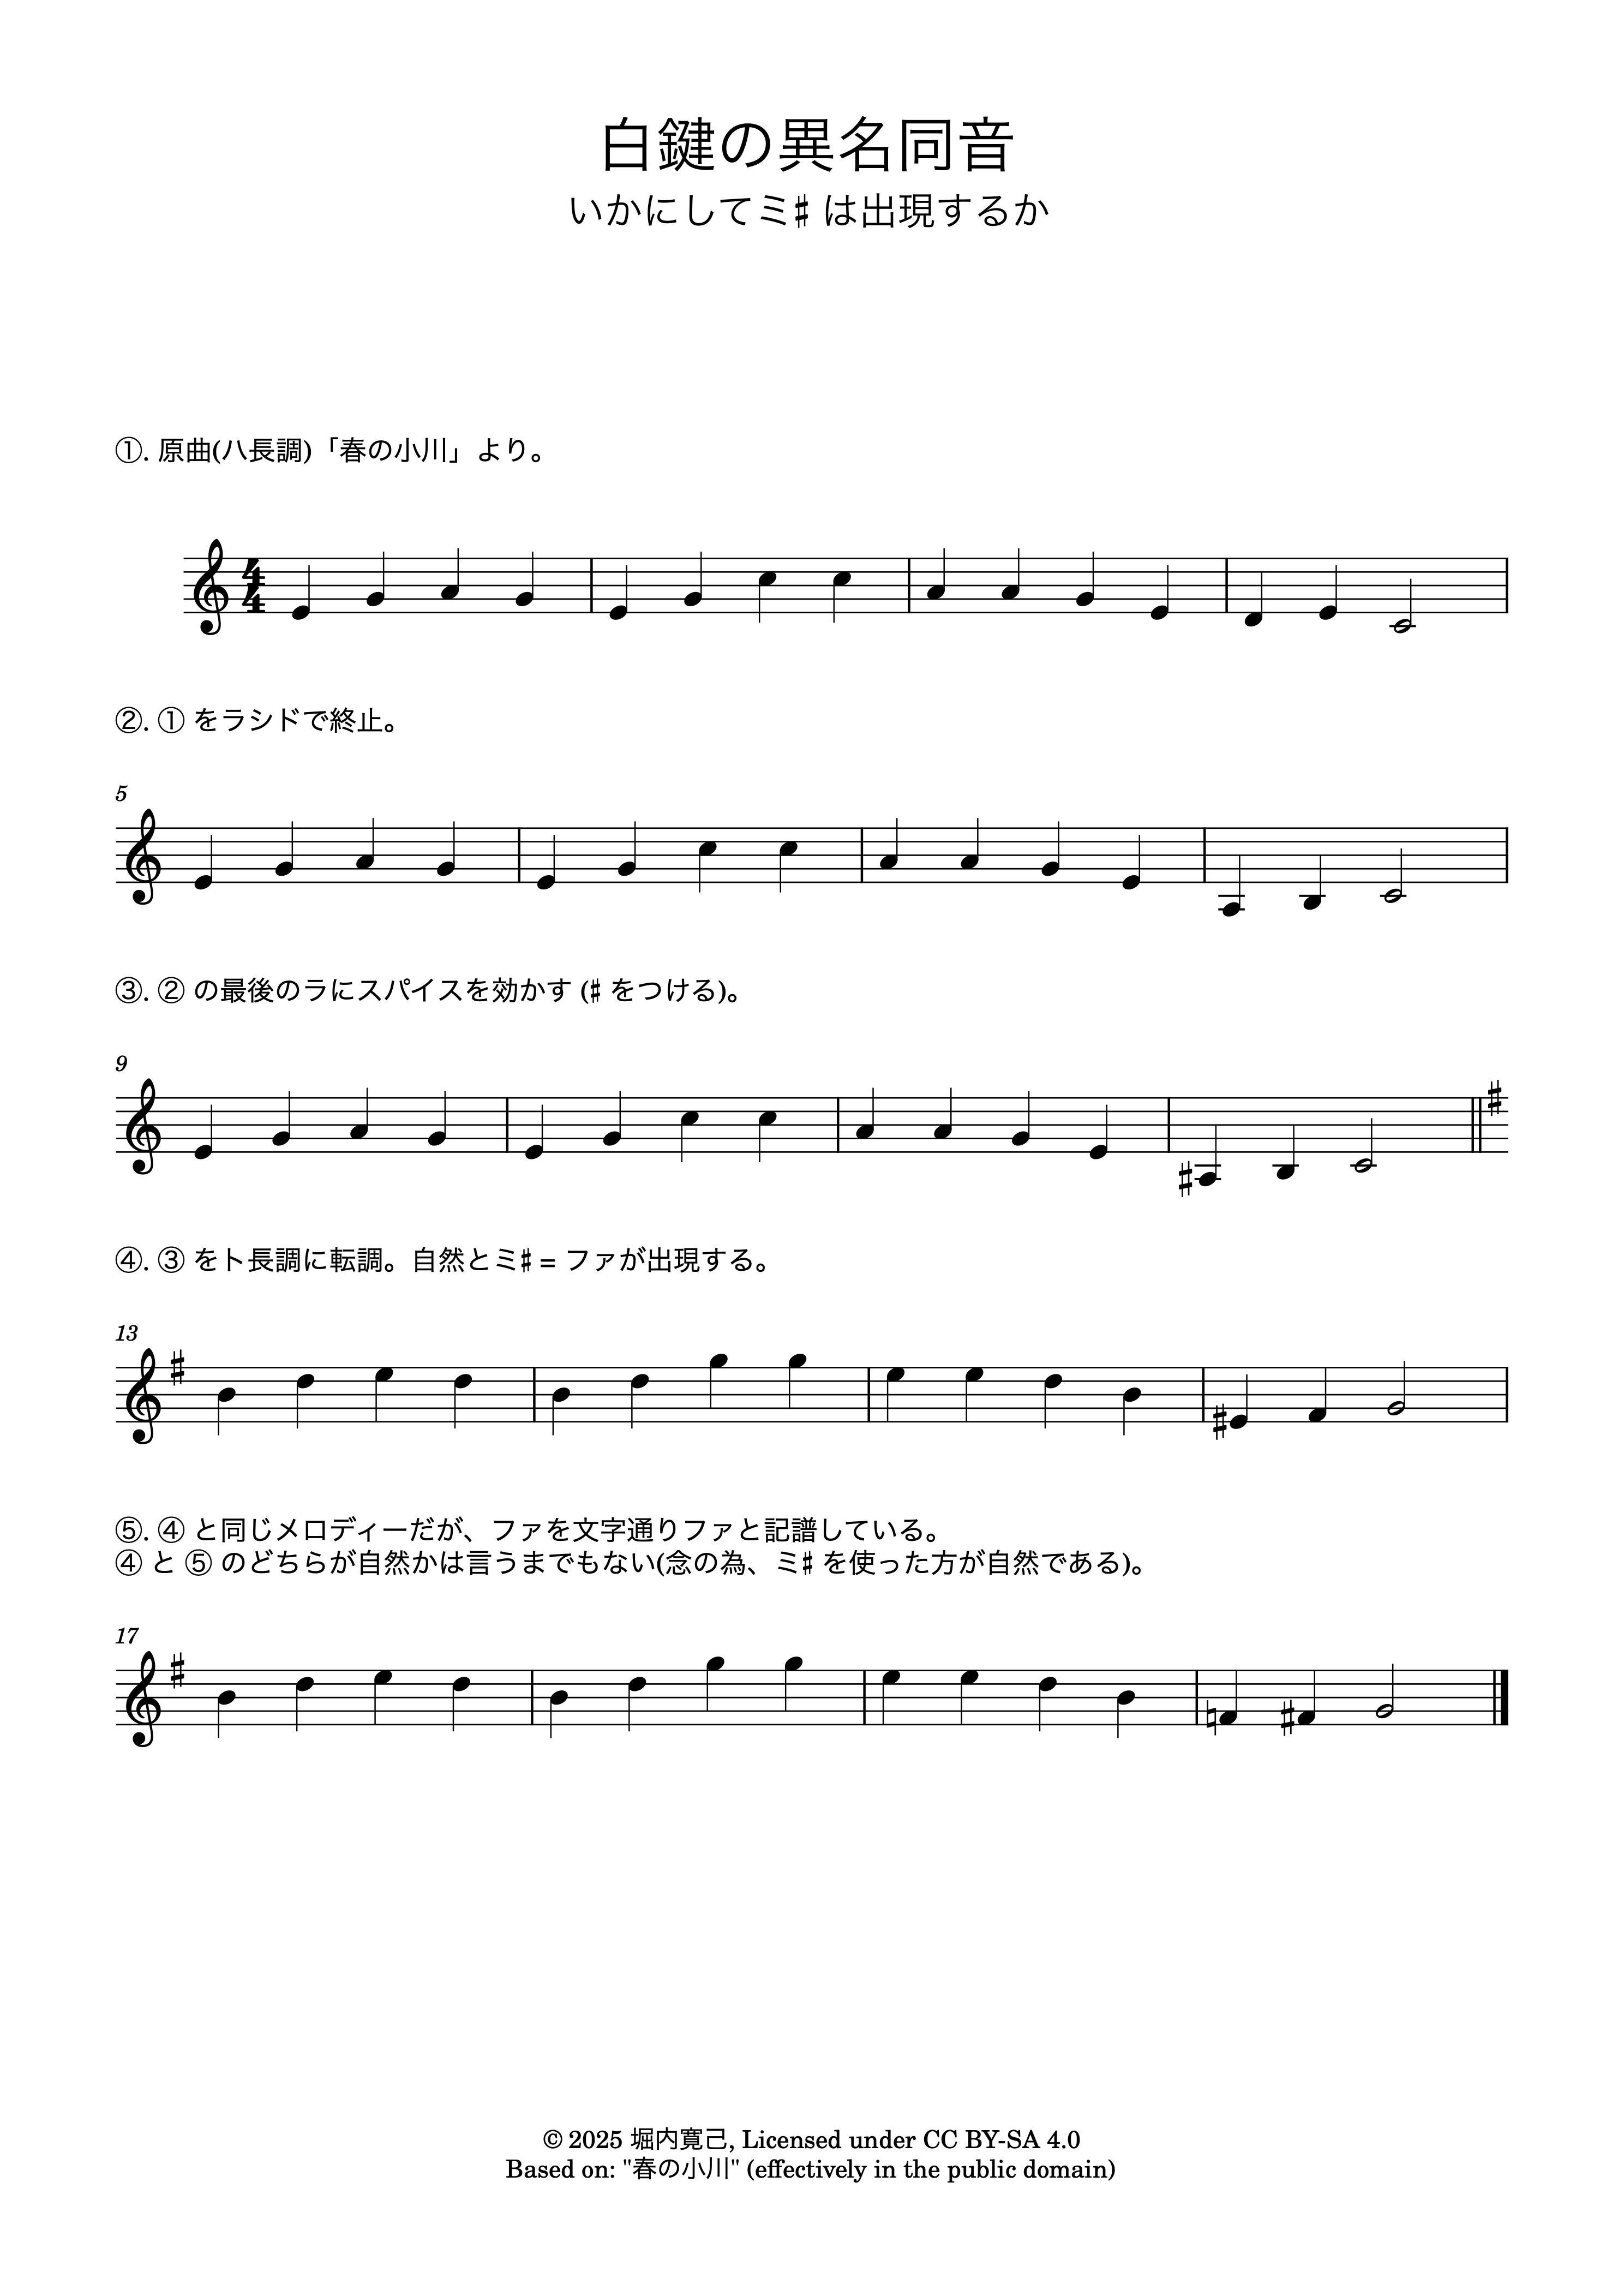 白鍵の異名同音
いかにしてミ♯ は出現するか
①. 原曲(ハ長調)「春の小川」より。
4
4
②. ① をラシドで終止。
5
③. ② の最後のラにスパイスを効かす (♯ をつける)。
9
④. ③ をト長調に転調。自然とミ♯ = ファが出現する。
13
⑤. ④ と同じメロディーだが、ファを文字通りファと記譜している。
④ と ⑤ のどちらが自然かは言うまでもない(念の為、ミ♯ を使った方が自然である)。
17
© 2025 堀内寛己, Licensed under CC BY-SA 4.0
Based on: "春の小川" (effectively in the public domain)